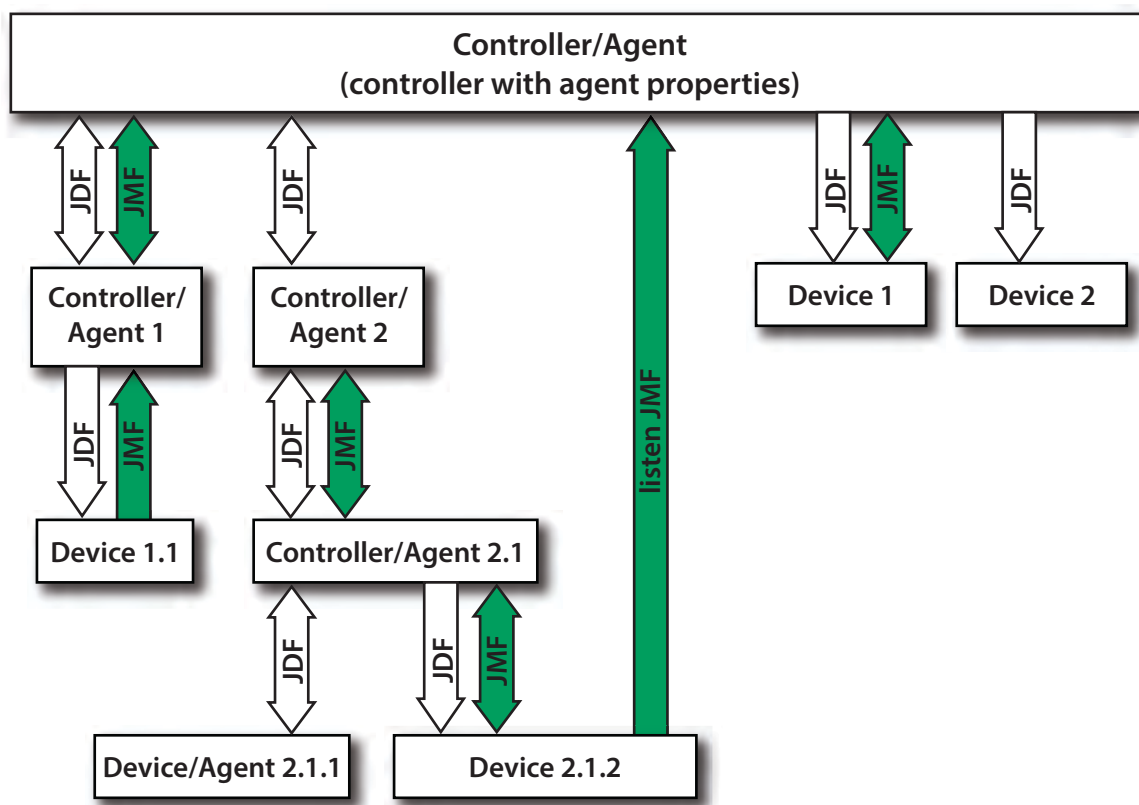 Controller/Agent
(controller with agent properties)
JDF
JMF
JDF
listen JMF
JDF
JMF
JDF
Controller/
Agent 1
Controller/
Agent 2
Device 1
Device 2
JDF
JMF
JDF
JMF
Device 1.1
Controller/Agent 2.1
JDF
JDF
JMF
Device/Agent 2.1.1
Device 2.1.2